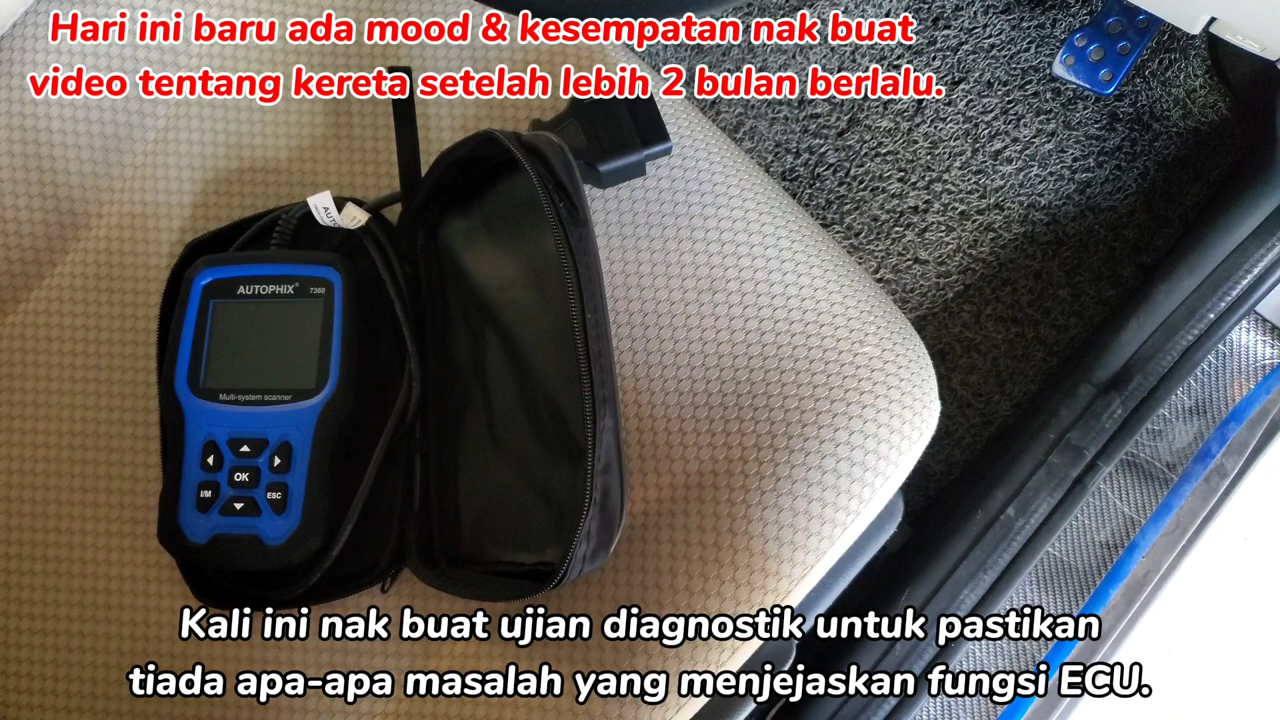 Hari ini baru ada mood & kesempatan nak buat
video tentang kereta setelah lebih 2 bulan berlalu.
AUTOPHIX® 7360
Multi-system scanner
OK
I/M
ESC
Kali ini nak buat ujian diagnostik untuk pastikan
tiada apa-apa masalah yang menjejaskan fungsi ECU.